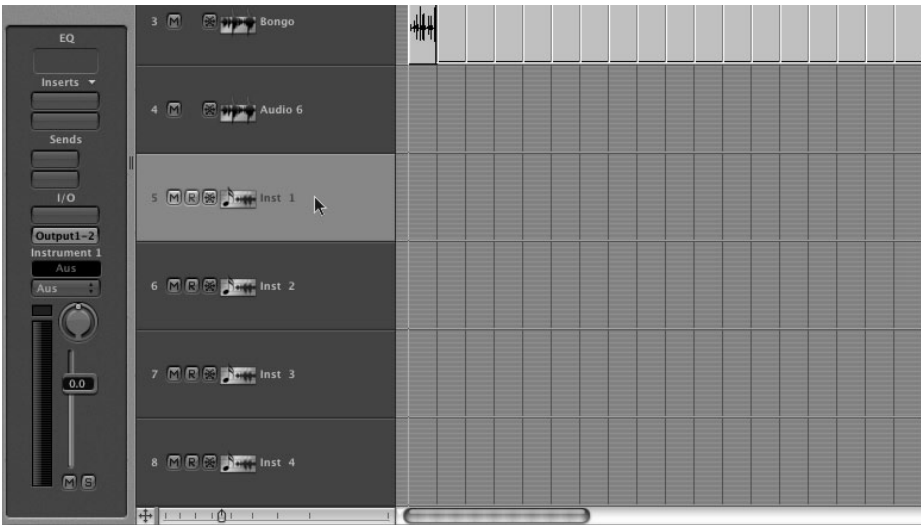 EQ
Inserts
Sends
I/O
Output1-2
Instrument 1
Aus
Aus
0.0
M S
3 M Bongo
4 M Audio 6
5 M R Inst 1
6 M R Inst 2
7 M R Inst 3
8 M R Inst 4